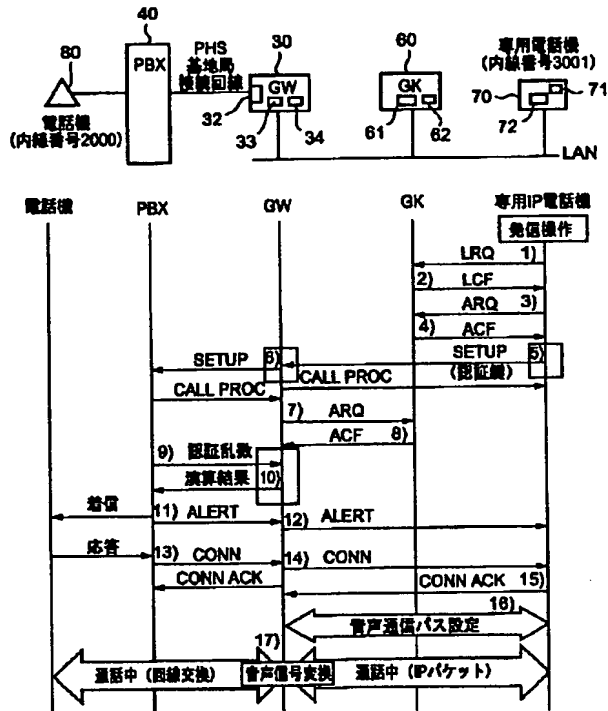 40
30
60
専用電話機
(内線番号3001)
80
PBX
PHS
基地局
接続回線
GW
GK
70
71
32
33
34
61
62
72
電話機
(内線番号2000)
LAN
電話機
PBX
GW
GK
専用IP電話機
発信操作
LRQ 1)
2) LCF
ARQ 3)
4) ACF
SETUP 6)
SETUP 5)
(認証鍵)
CALL PROC
CALL PROC
7) ARQ
ACF 8)
9) 認証乱数
演算結果 10)
着信
11) ALERT
12) ALERT
応答
13) CONN
14) CONN
CONN ACK
CONN ACK 15)
16)
音声通信パス設定
17)
通話中(回線交換)
音声信号変換
通話中(IPパケット)